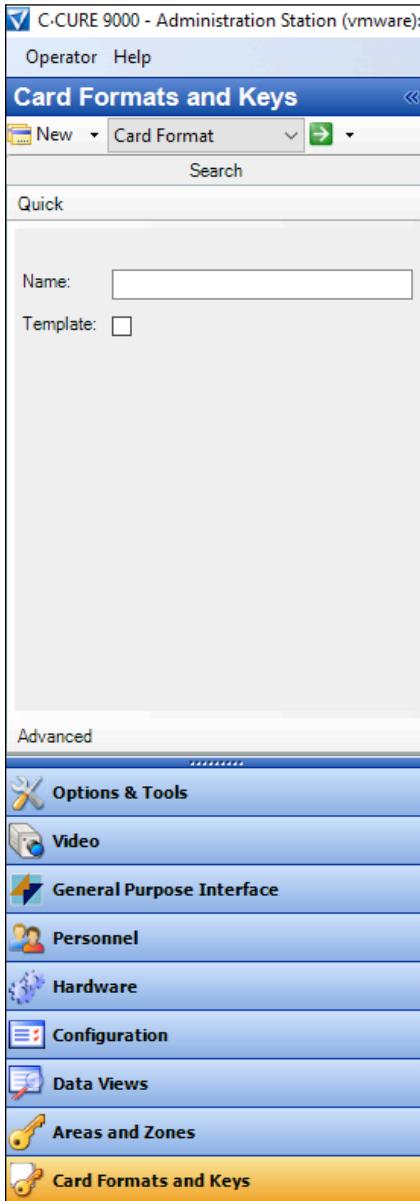 C•CURE 9000 - Administration Station (vmware):
Operator Help
Card Formats and Keys «
New Card Format
Search
Quick
Name:
Template:
Advanced
Options & Tools
Video
General Purpose Interface
Personnel
Hardware
Configuration
Data Views
Areas and Zones
Card Formats and Keys